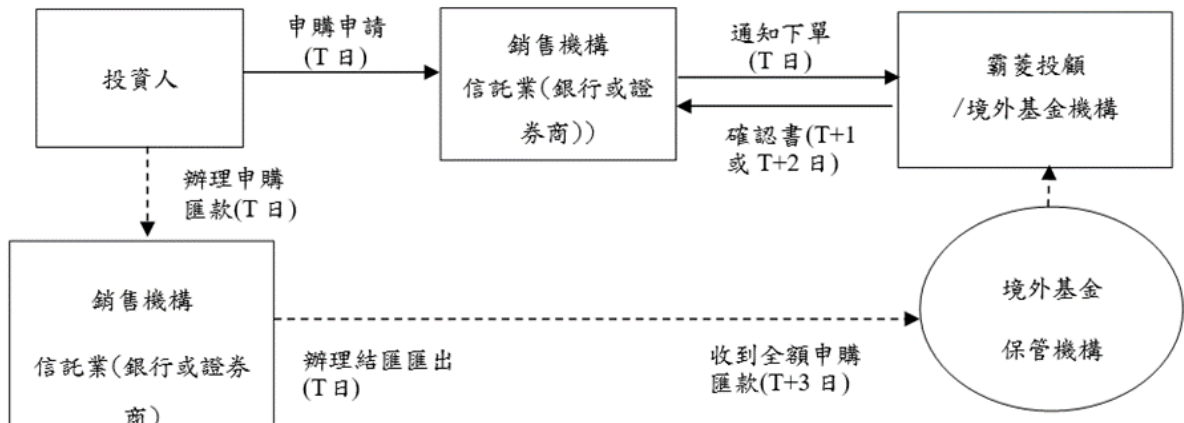 投資人
申購申請
(T 日)
銷售機構
信託業(銀行或證
券商))
通知下單
(T 日)
確認書(T+1
或 T+2 日)
霸菱投顧
/境外基金機構
辦理申購
匯款(T 日)
銷售機構
信託業(銀行或證券
商)
辦理結匯匯出
(T日)
收到全額申購
匯款(T+3 日)
境外基金
保管機構